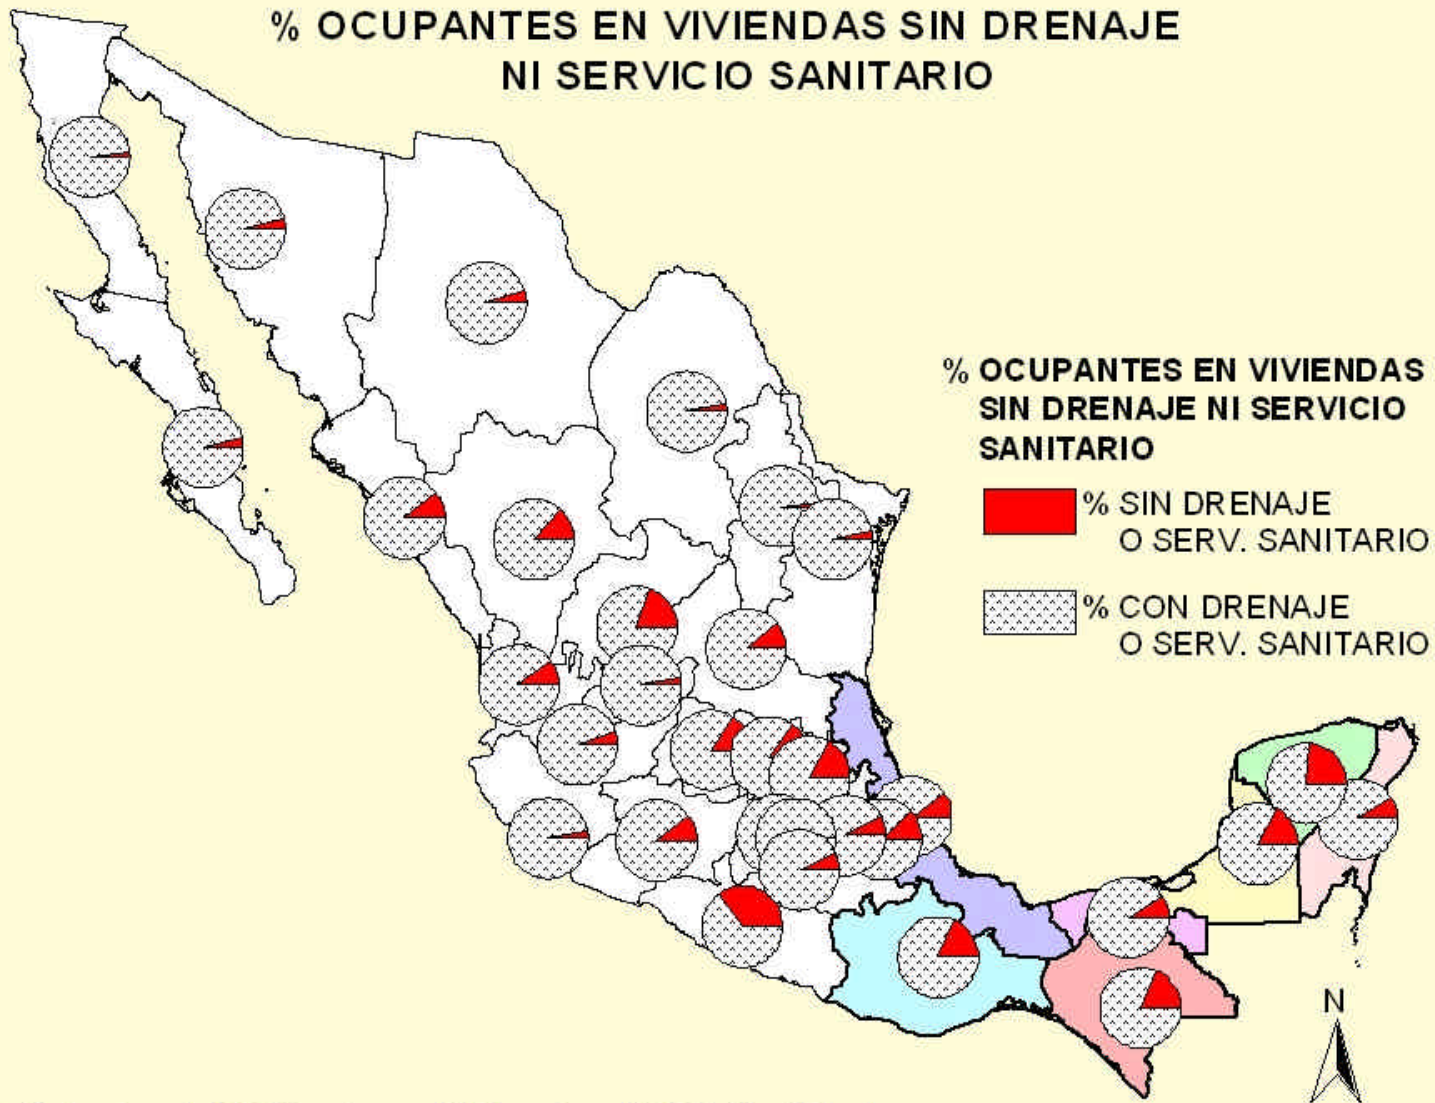 % OCUPANTES EN VIVIENDAS SIN DRENAJE
NI SERVICIO SANITARIO
% OCUPANTES EN VIVIENDAS
SIN DRENAJE NI SERVICIO
SANITARIO
% SIN DRENAJE
O SERV. SANITARIO
% CON DRENAJE
O SERV. SANITARIO
N